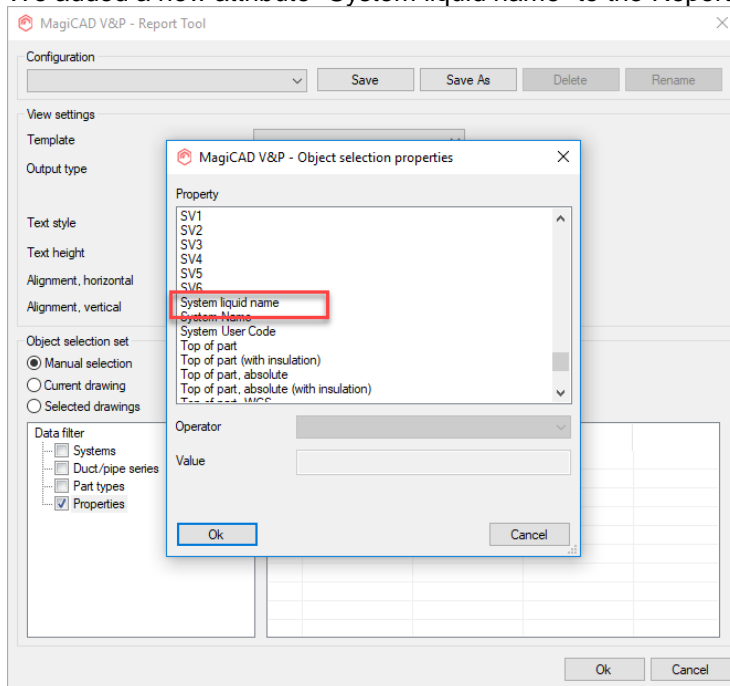 We added a new attribute "System liquid name" to the Report
MagiCAD V&P - Report Tool
Configuration
Save
Save As
Delete
Rename
View settings
Template
Output type
Text style
Text height
Alignment, horizontal
Alignment, vertical
Object selection set
Manual selection
Current drawing
Selected drawings
Data filter
Systems
Duct/pipe series
Part types
Properties
MagiCAD V&P - Object selection properties
Property
SV1
SV2
SV3
SV4
SV5
SV6
System liquid name
System Name
System User Code
Top of part
Top of part (with insulation)
Top of part, absolute
Top of part, absolute (with insulation)
Top of part, WCS
Operator
Value
Ok
Cancel
Ok
Cancel